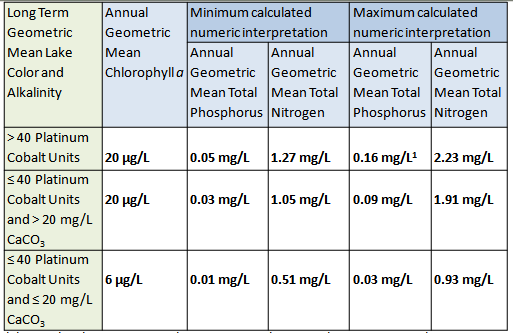 Long Term Geometric Mean Lake Color and Alkalinity
Annual Geometric Mean Chlorophyll a
Minimum calculated numeric interpretation
Maximum calculated numeric interpretation
Annual Geometric Mean Total Phosphorus
Annual Geometric Mean Total Nitrogen
Annual Geometric Mean Total Phosphorus
Annual Geometric Mean Total Nitrogen
> 40 Platinum Cobalt Units
20 µg/L
0.05 mg/L
1.27 mg/L
0.16 mg/L¹
2.23 mg/L
≤ 40 Platinum Cobalt Units and > 20 mg/L CaCO₃
20 µg/L
0.03 mg/L
1.05 mg/L
0.09 mg/L
1.91 mg/L
≤ 40 Platinum Cobalt Units and ≤ 20 mg/L CaCO₃
6 µg/L
0.01 mg/L
0.51 mg/L
0.03 mg/L
0.93 mg/L